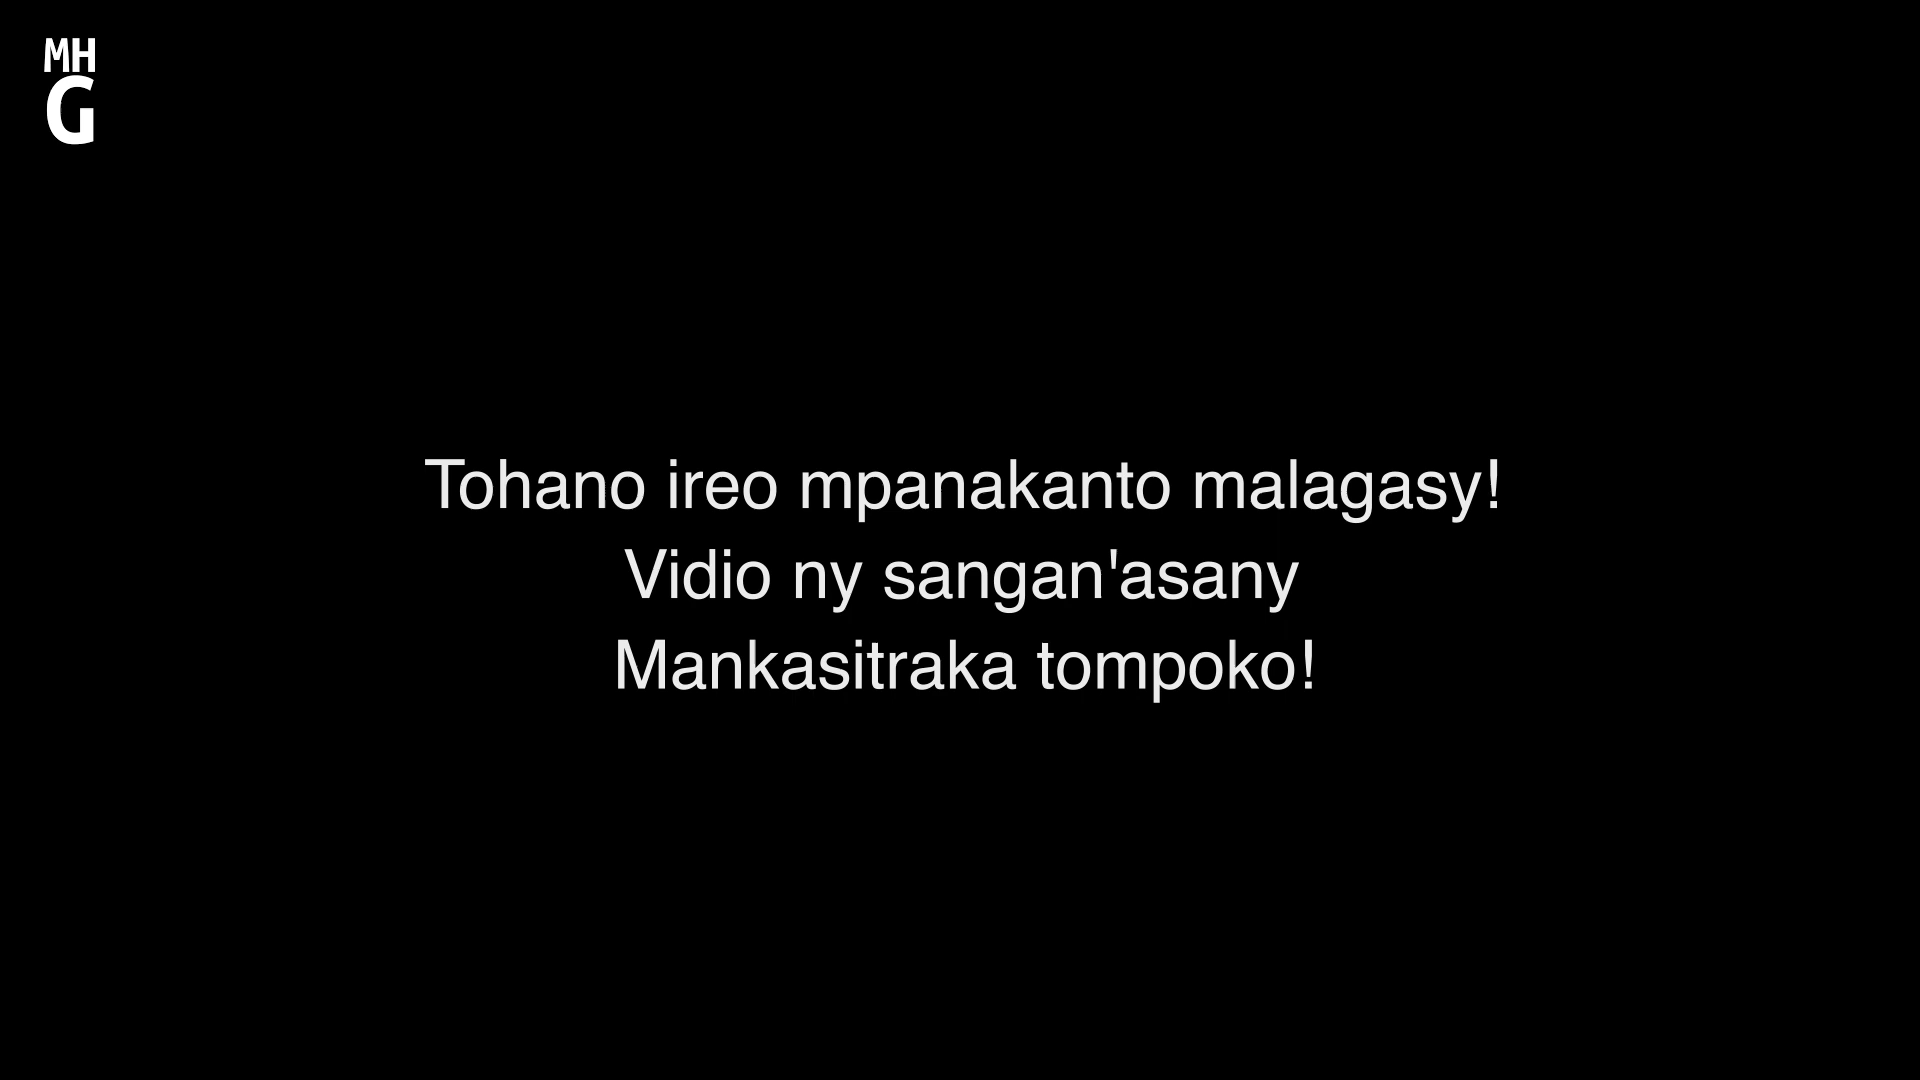 MH
G
Tohano ireo mpanakanto malagasy!
Vidio ny sangan'asany
Mankasitraka tompoko!